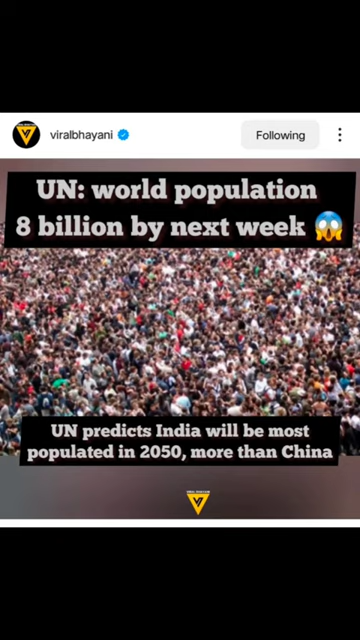 viralbhayani
Following
UN: world population
8 billion by next week 😱
UN predicts India will be most
populated in 2050, more than China